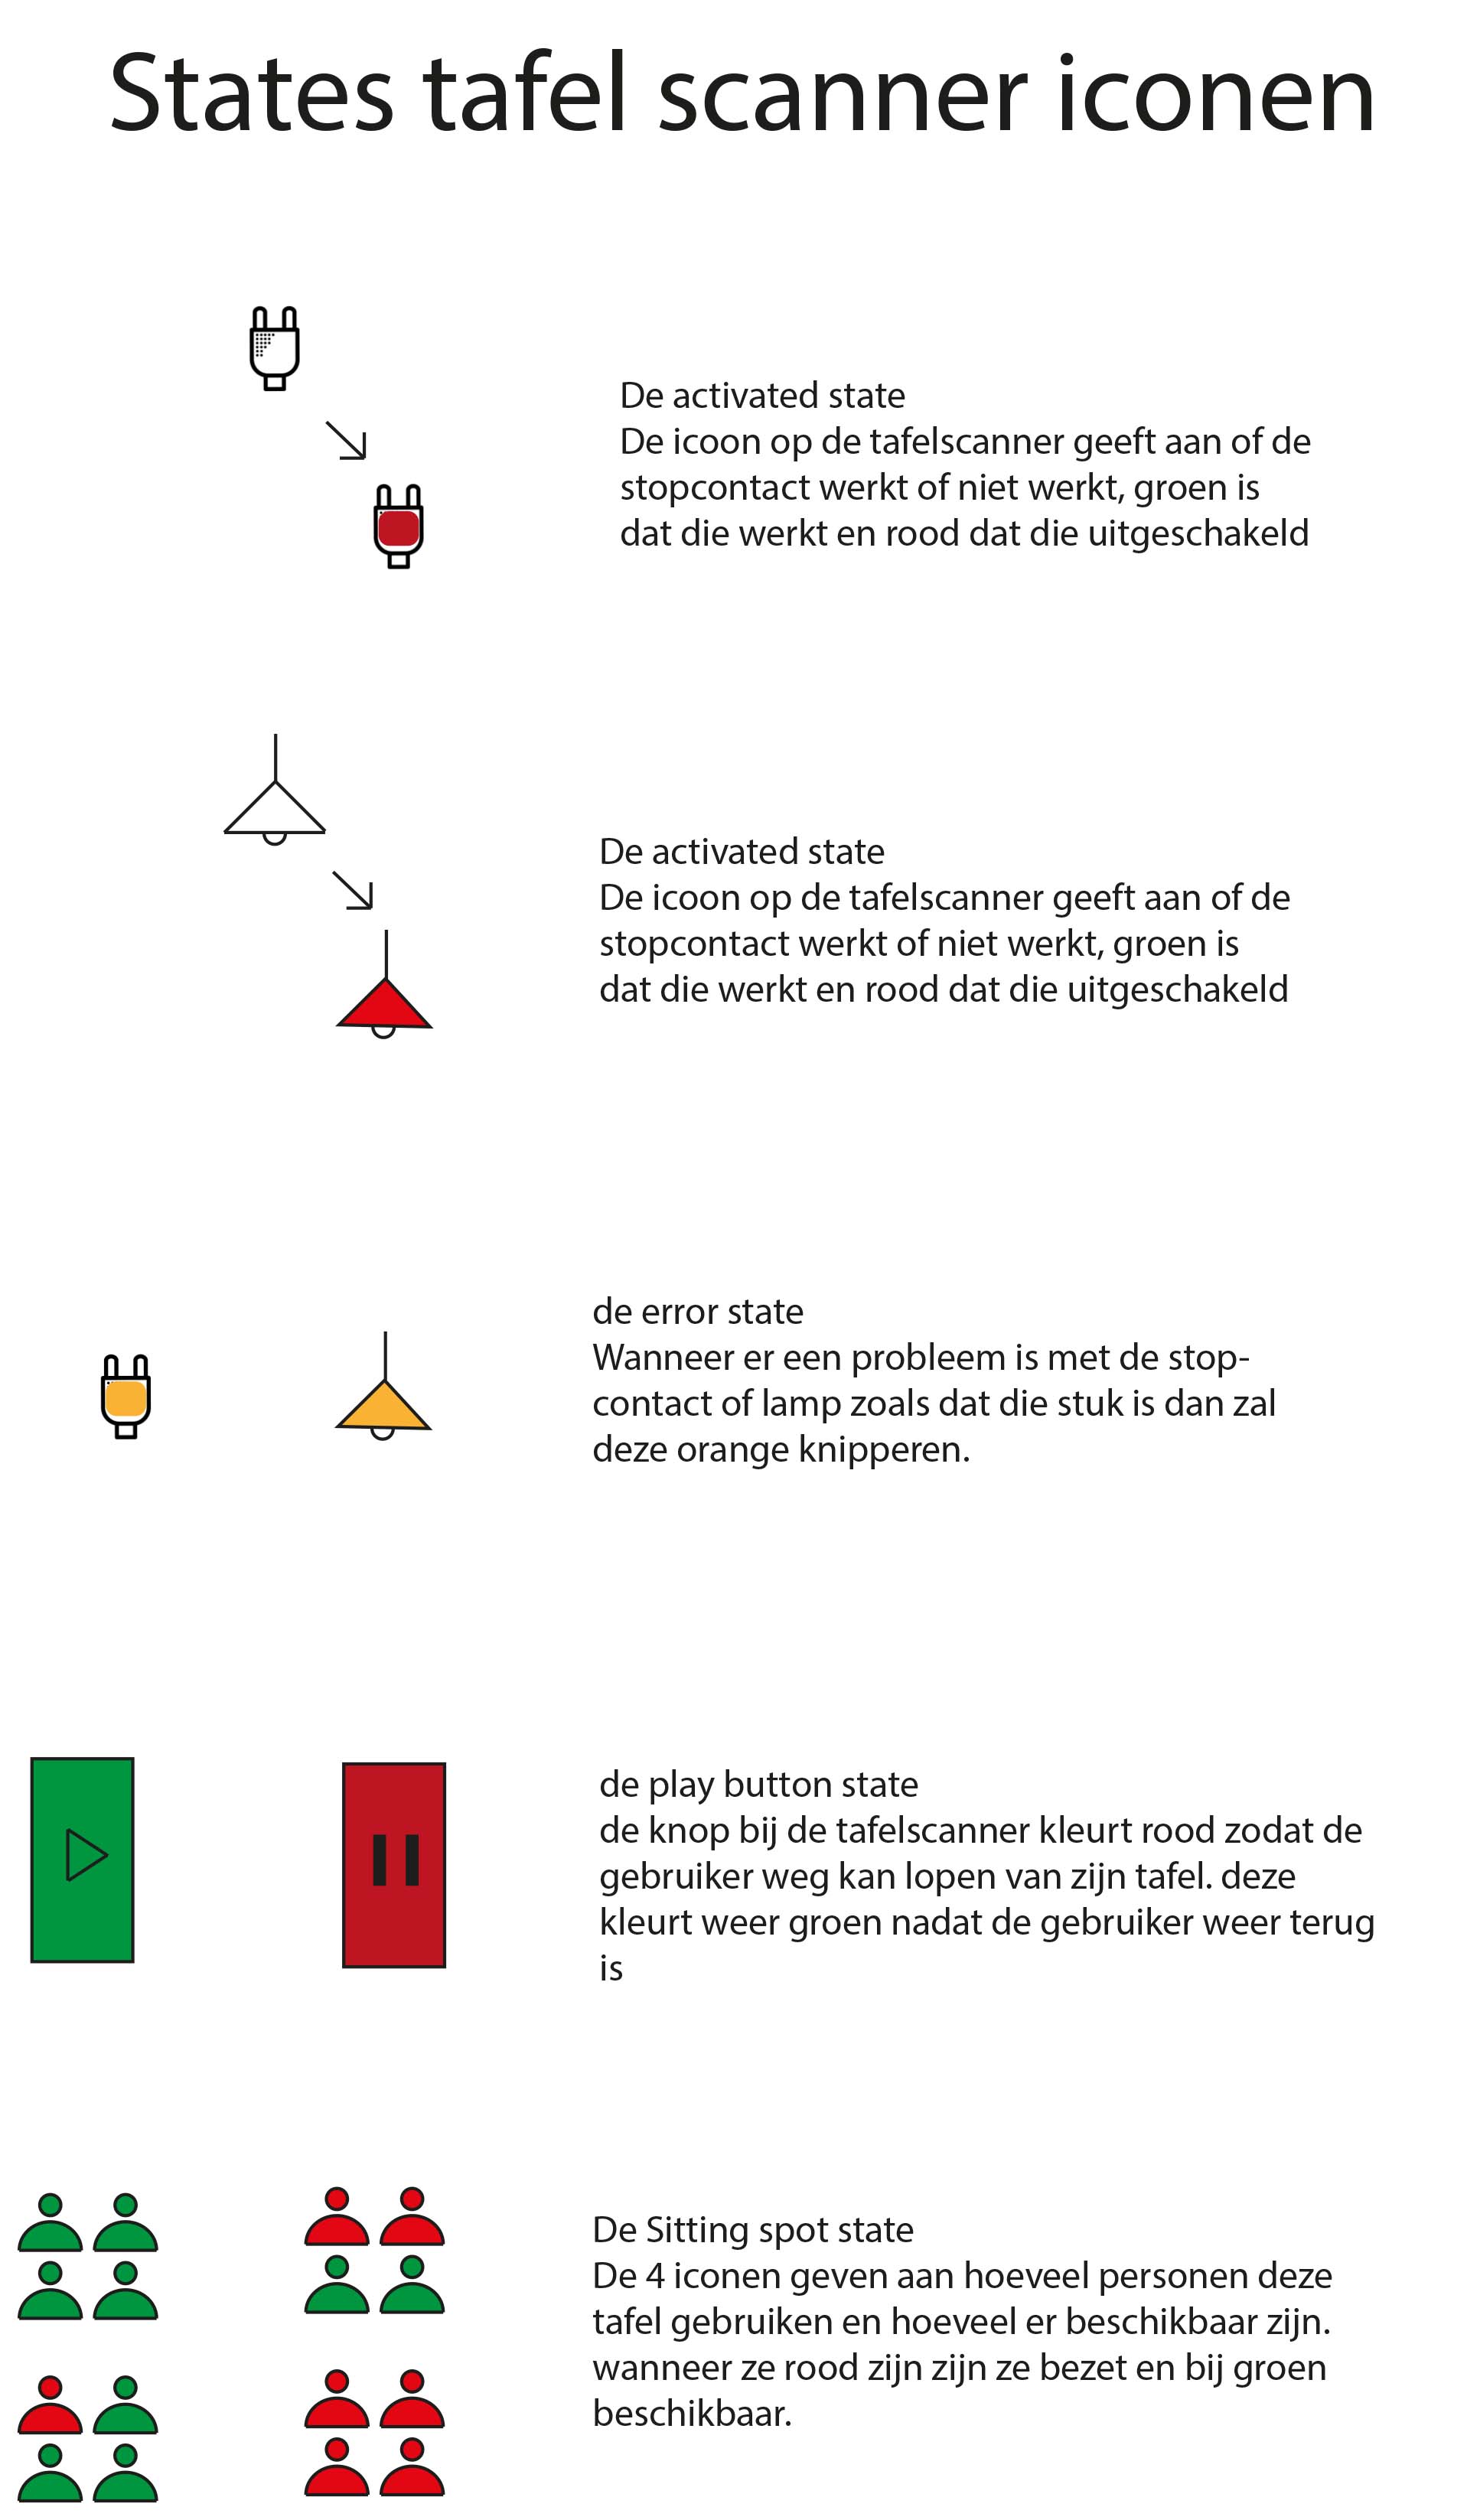 States tafel scanner iconen
De activated state
De icoon op de tafelscanner geeft aan of de
stopcontact werkt of niet werkt, groen is
dat die werkt en rood dat die uitgeschakeld
De activated state
De icoon op de tafelscanner geeft aan of de
stopcontact werkt of niet werkt, groen is
dat die werkt en rood dat die uitgeschakeld
de error state
Wanneer er een probleem is met de stop-
contact of lamp zoals dat die stuk is dan zal
deze orange knipperen.
de play button state
de knop bij de tafelscanner kleurt rood zodat de
gebruiker weg kan lopen van zijn tafel. deze
kleurt weer groen nadat de gebruiker weer terug
is
De Sitting spot state
De 4 iconen geven aan hoeveel personen deze
tafel gebruiken en hoeveel er beschikbaar zijn.
wanneer ze rood zijn zijn ze bezet en bij groen
beschikbaar.